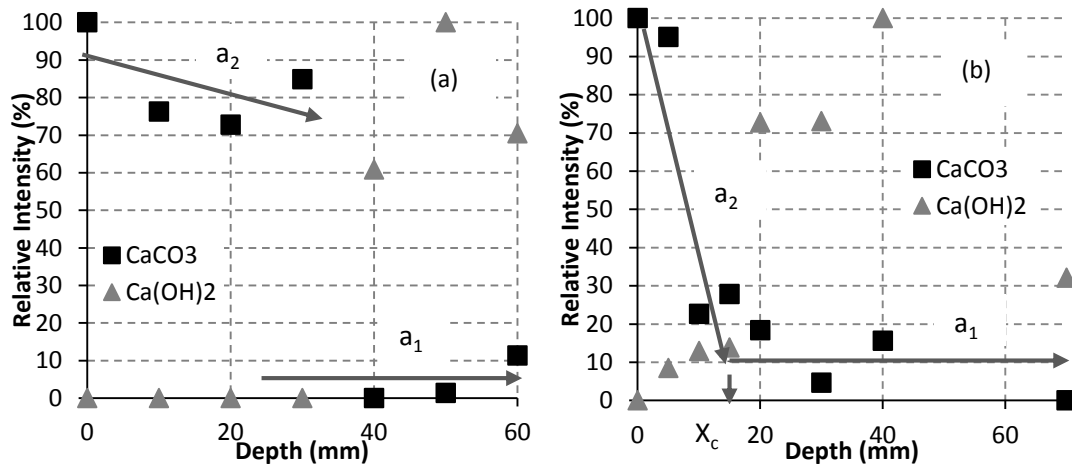 100
90
80
70
60
50
40
30
20
10
0
Relative Intensity (%)
a2
(a)
CaCO3
Ca(OH)2
a1
0 20 40 60
Depth (mm)
100
90
80
70
60
50
40
30
20
10
0
Relative Intensity (%)
(b)
CaCO3
Ca(OH)2
a2
a1
0 Xc 20 40 60
Depth (mm)